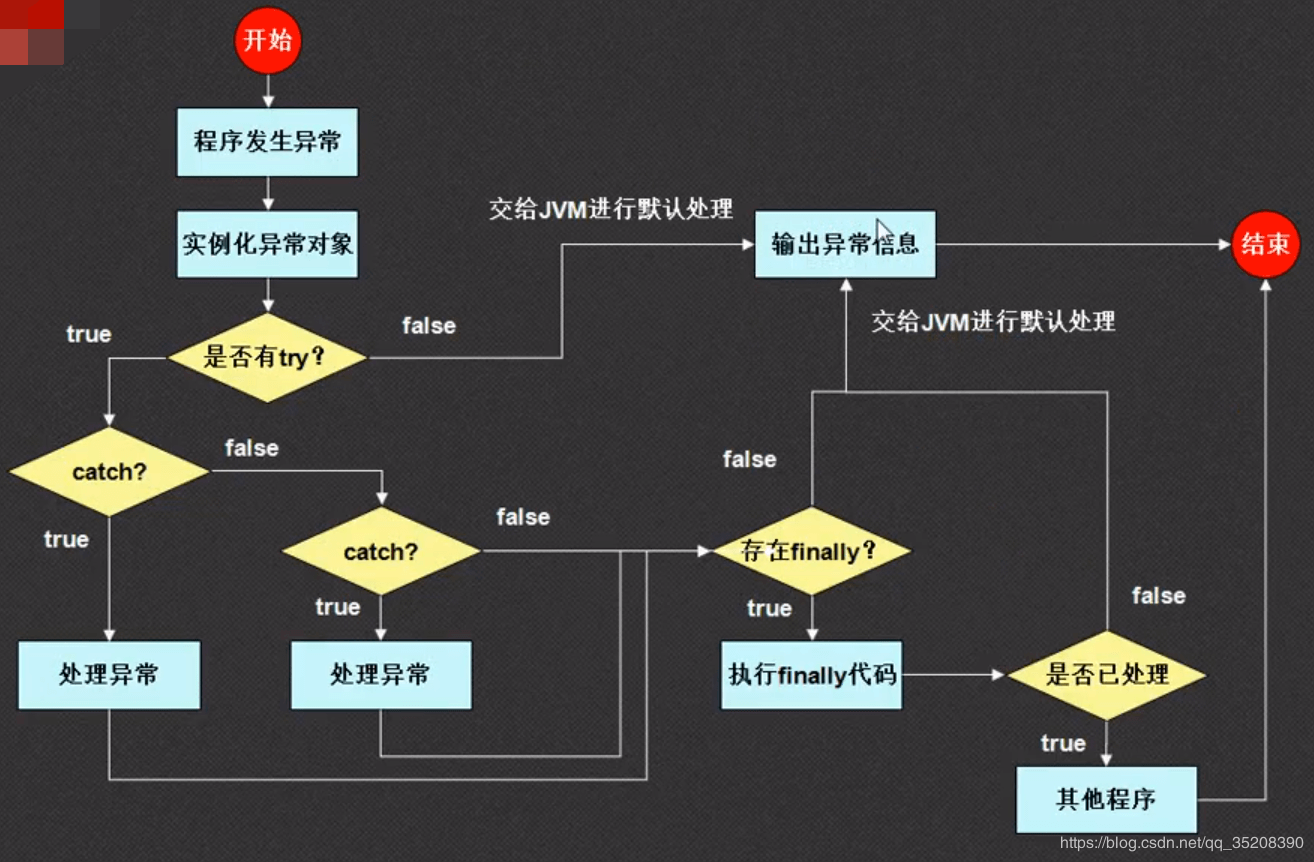 开始
程序发生异常
交给JVM进行默认处理
实例化异常对象
输出异常信息
结束
交给JVM进行默认处理
true
false
是否有try？
false
catch?
true
false
false
catch?
存在finally？
true
true
false
处理异常
处理异常
执行finally代码
是否已处理
true
其他程序
https://blog.csdn.net/qq_35208390